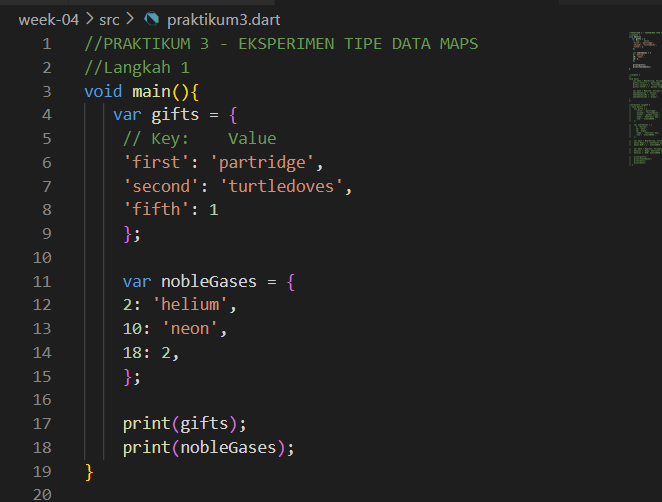 week-04 > src > praktikum3.dart
1 //PRAKTIKUM 3 - EKSPERIMEN TIPE DATA MAPS
2 //Langkah 1
3 void main(){
4 var gifts = {
5 // Key:    Value
6 'first': 'partridge',
7 'second': 'turtledoves',
8 'fifth': 1
9 };
10
11 var nobleGases = {
12 2: 'helium',
13 10: 'neon',
14 18: 2,
15 };
16
17 print(gifts);
18 print(nobleGases);
19 }
20